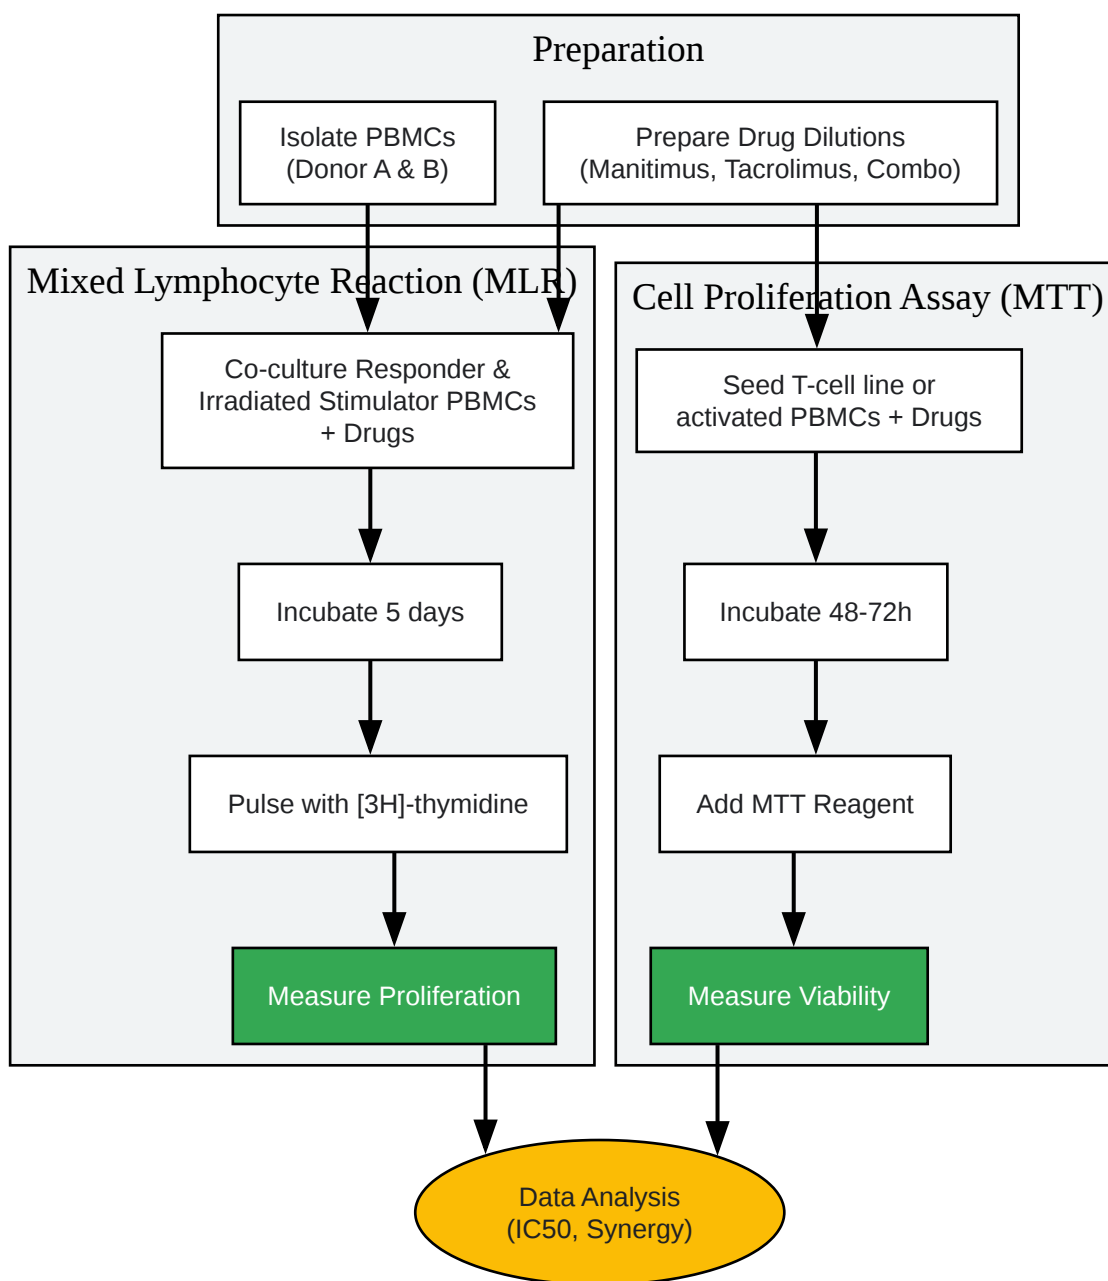 Preparation
Isolate PBMCs
(Donor A & B)
Prepare Drug Dilutions
(Manitimus, Tacrolimus, Combo)
Mixed Lymphocyte Reaction (MLR)
Co-culture Responder &
Irradiated Stimulator PBMCs
+ Drugs
Incubate 5 days
Pulse with [3H]-thymidine
Measure Proliferation
Cell Proliferation Assay (MTT)
Seed T-cell line or
activated PBMCs + Drugs
Incubate 48-72h
Add MTT Reagent
Measure Viability
Data Analysis
(IC50, Synergy)